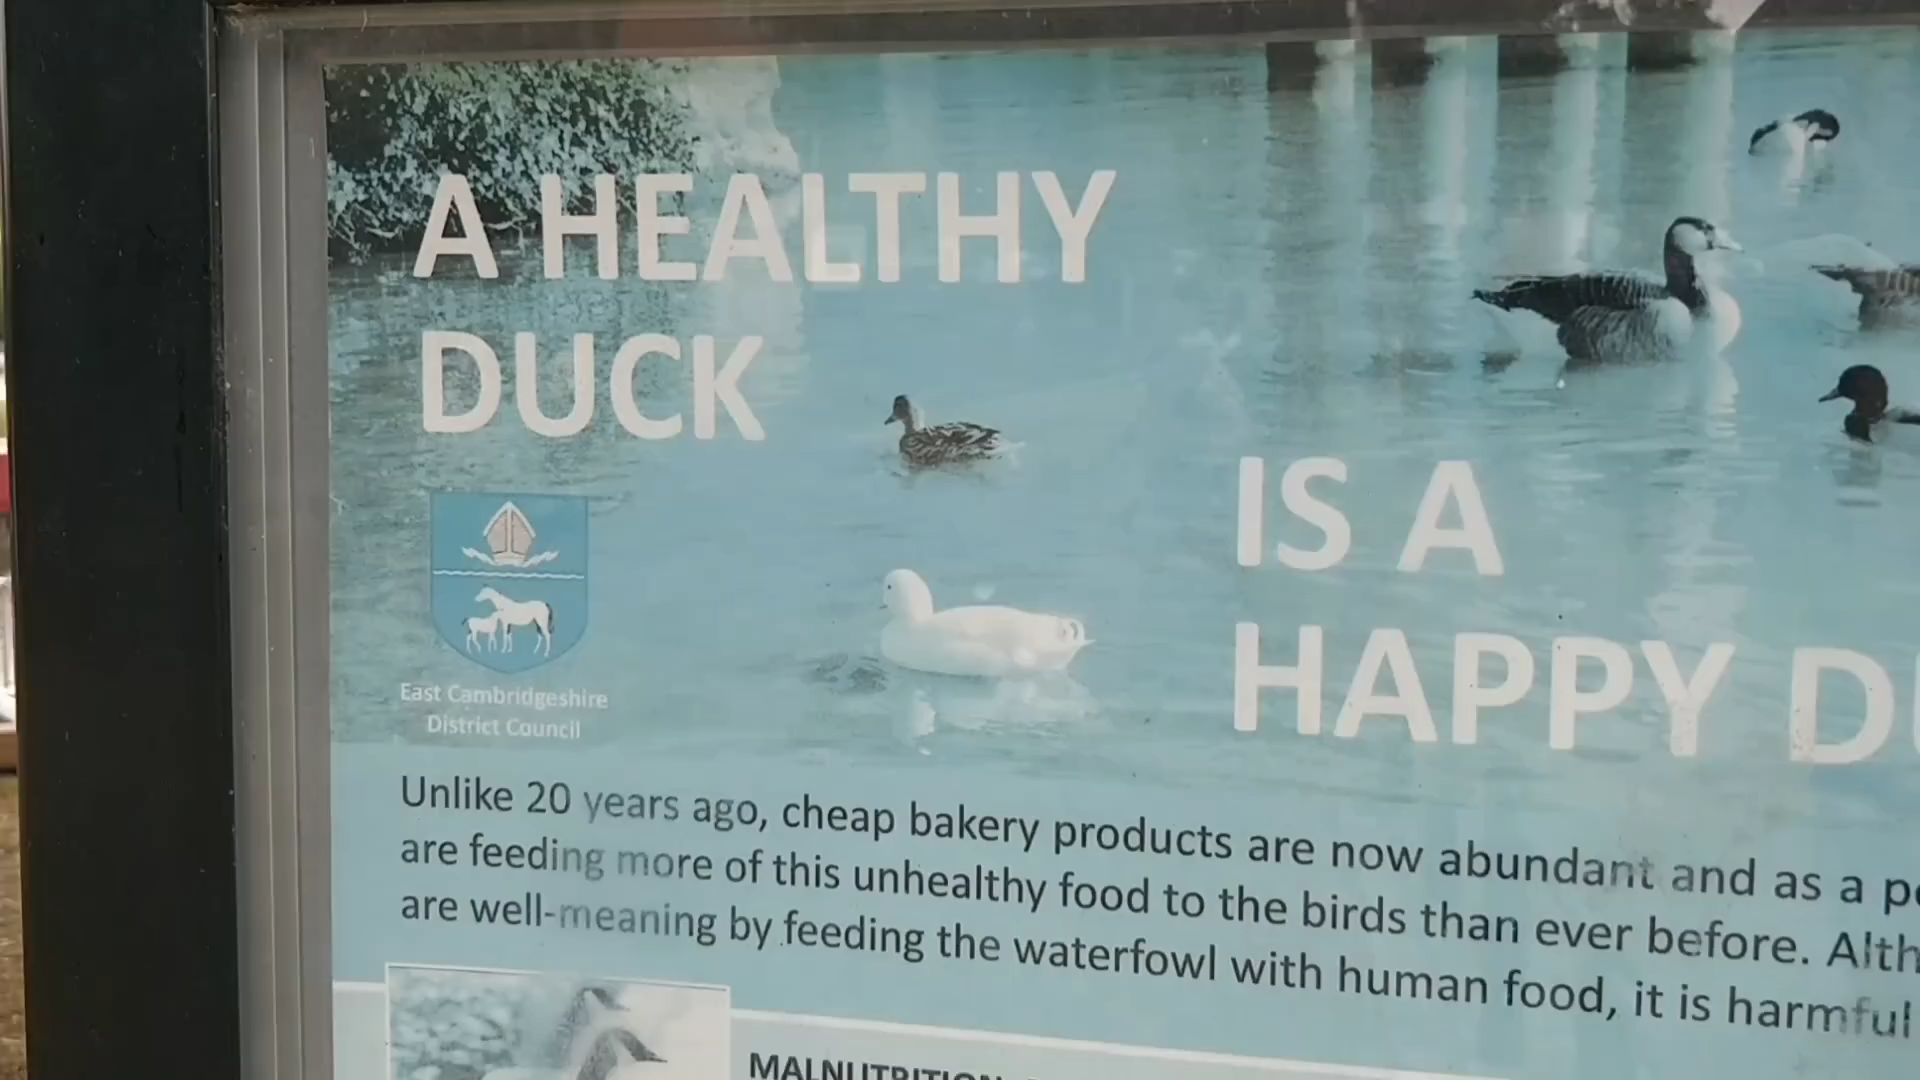 A HEALTHY
DUCK
IS A
HAPPY
East Cambridgeshire
District Council
Unlike 20 years ago, cheap bakery products are now abundant and as a
are feeding more of this unhealthy food to the birds than ever before.
are well-meaning by feeding the waterfowl with human food, it is harmful
MALNUTRITION